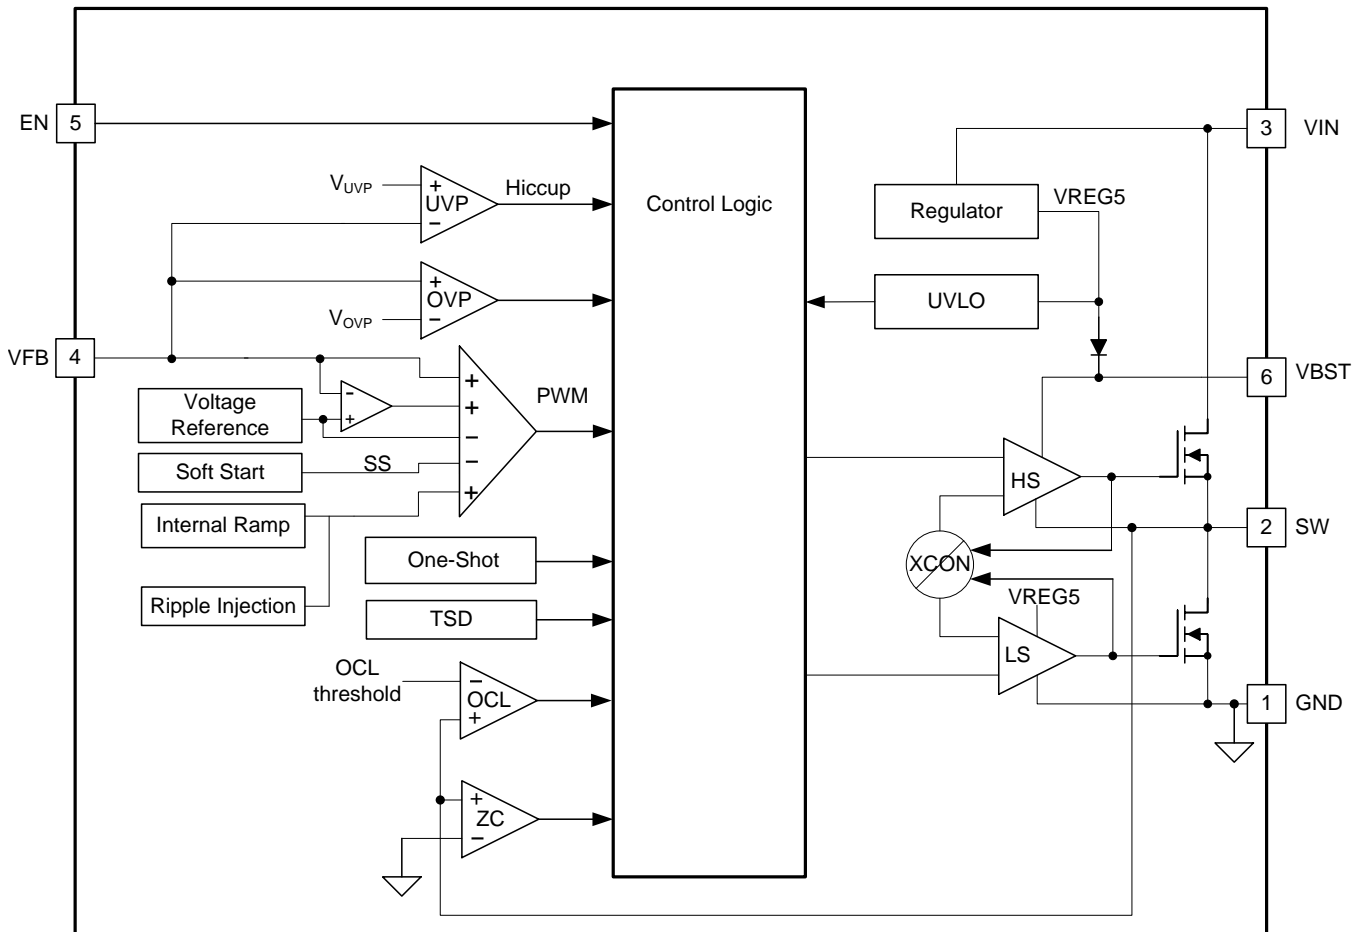 EN
5
VUVP
+
UVP
−
Hiccup
Control Logic
Regulator
VREG5
3
VIN
+
OVP
−
VOVP
UVLO
VFB
4
Voltage
Reference
-
+
+
+
−
−
+
PWM
6
VBST
Soft Start
SS
HS
Internal Ramp
2
SW
One-Shot
XCON
Ripple Injection
TSD
VREG5
LS
OCL
threshold
−
OCL
+
1
GND
+
ZC
−